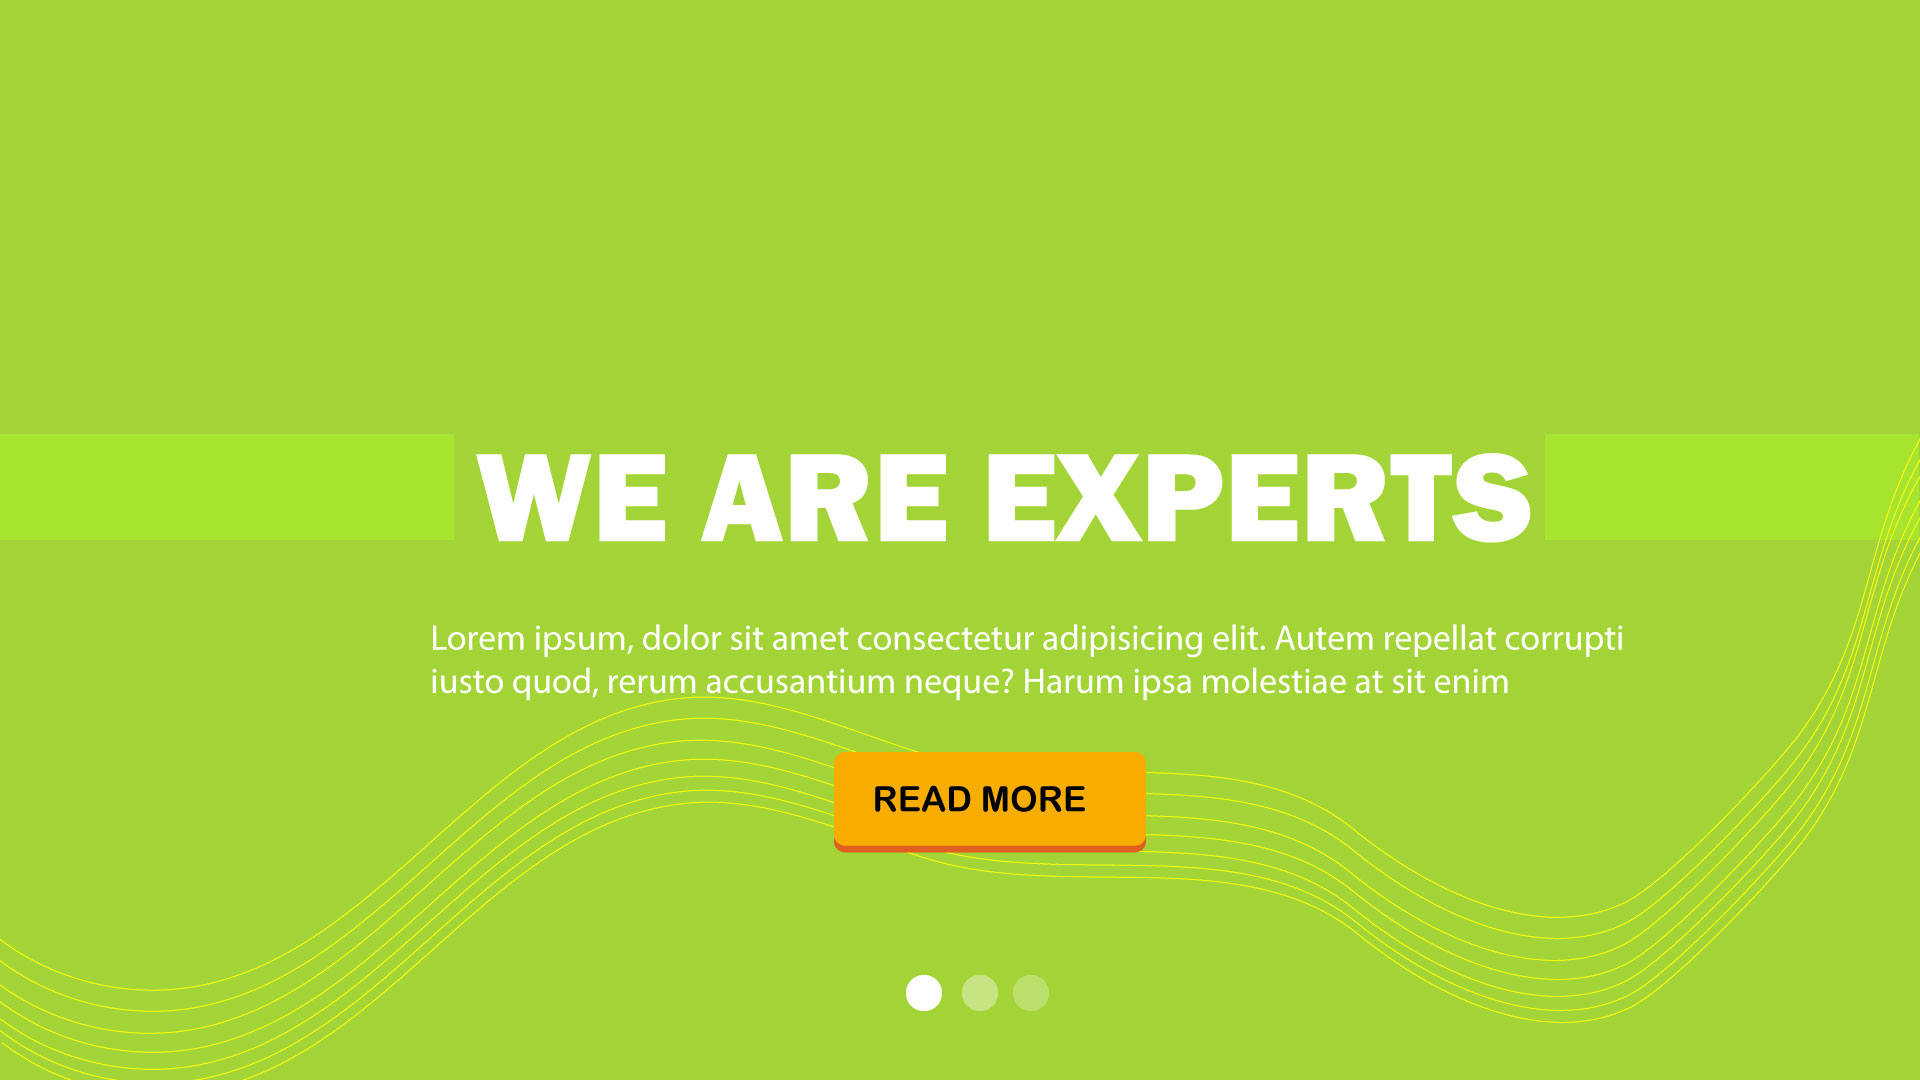 WE ARE EXPERTS
Lorem ipsum, dolor sit amet consectetur adipisicing elit. Autem repellat corrupti
iusto quod, rerum accusantium neque? Harum ipsa molestiae at sit enim
READ MORE